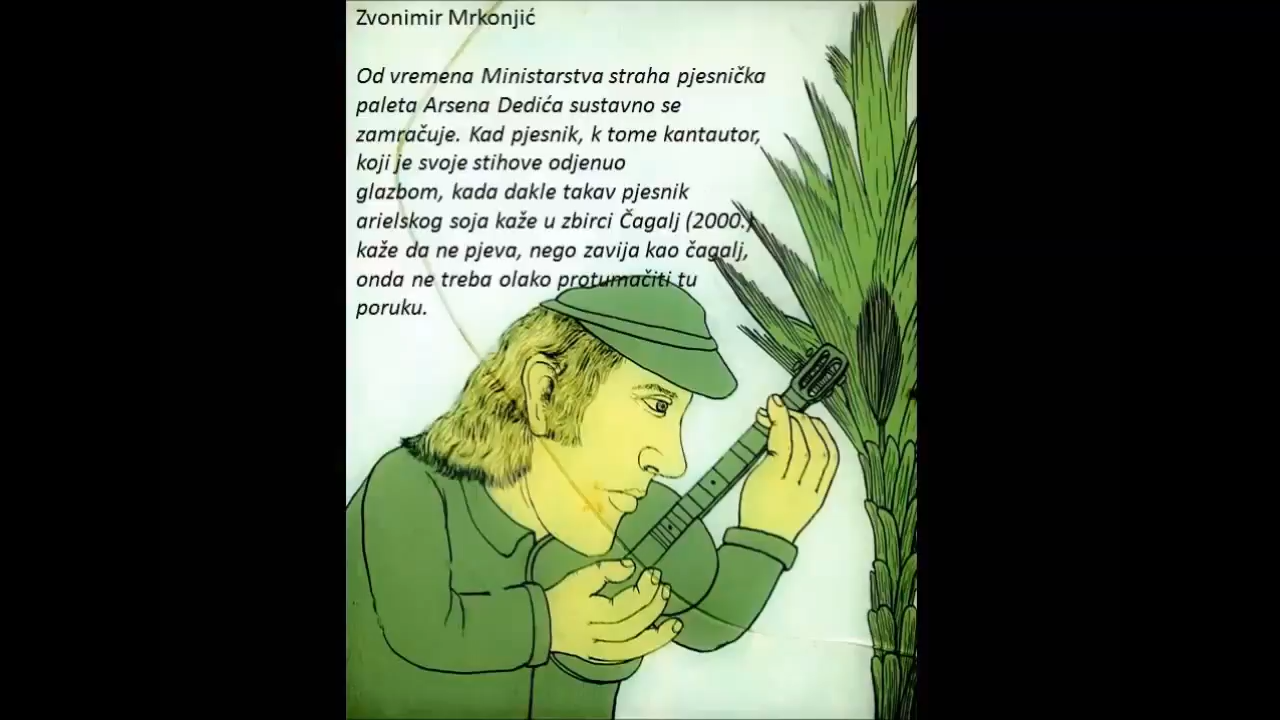 Zvonimir Mrkonjić
Od vremena Ministarstva straha pjesnička
paleta Arsena Dedića sustavno se
zamračuje. Kad pjesnik, k tome kantautor,
koji je svoje stihove odjenuo
glazbom, kada dakle takav pjesnik
arielskog soja kaže u zbirci Čagalj (2000.)
kaže da ne pjeva, nego zavija kao čagalj,
onda ne treba olako protumačiti tu
poruku.